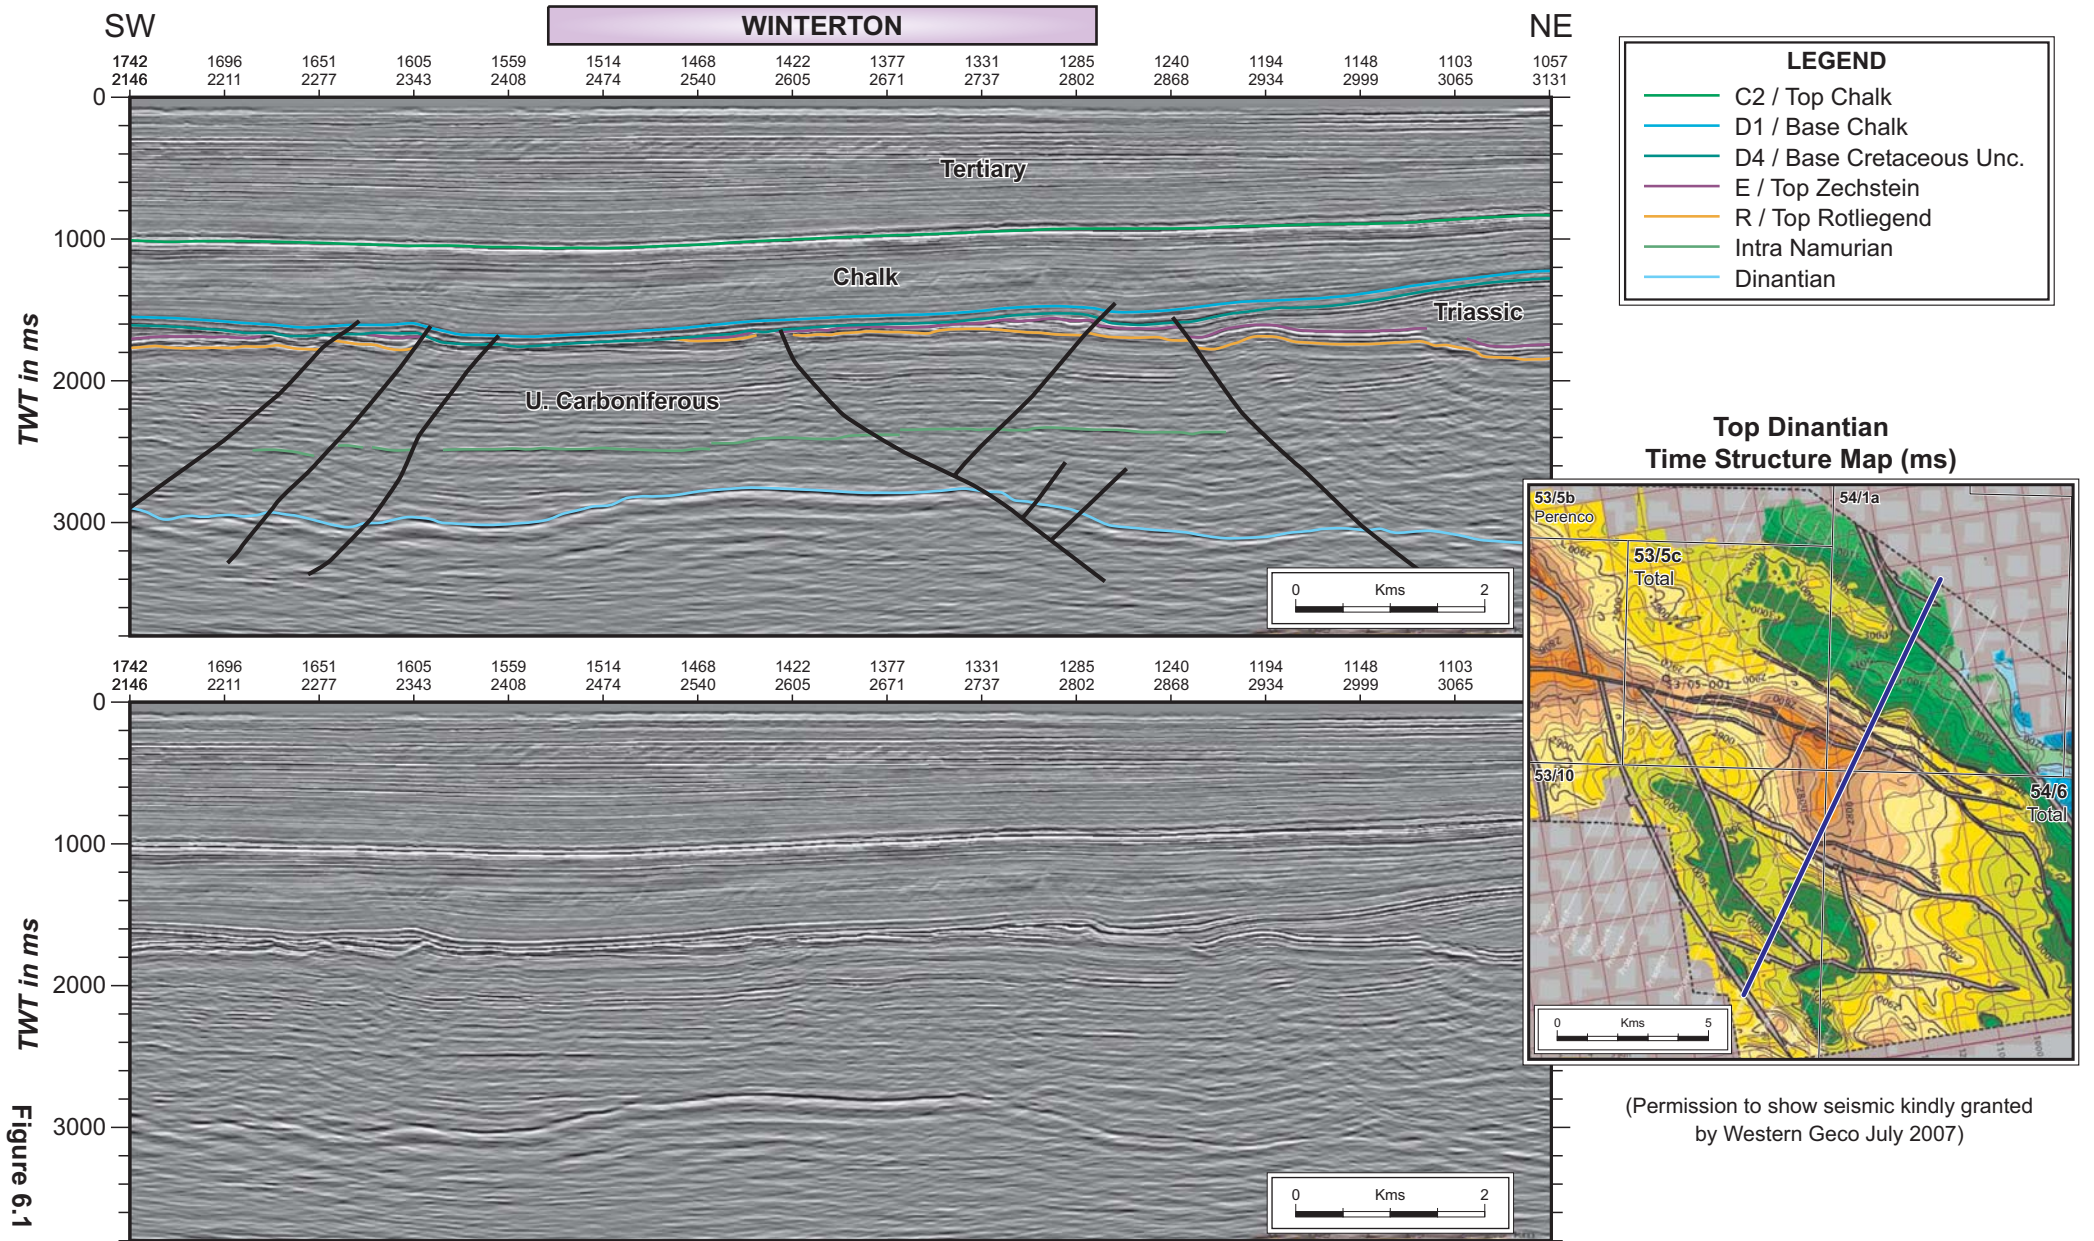 SW
WINTERTON
NE
1742 1696 1651 1605 1559 1514 1468 1422 1377 1331 1285 1240 1194 1148 1103 1057
2146 2211 2277 2343 2408 2474 2540 2605 2671 2737 2802 2868 2934 2999 3065 3131
0
1000
2000
3000
TWT in ms
Tertiary
Chalk
Triassic
U. Carboniferous
0 Kms 2
LEGEND
C2 / Top Chalk
D1 / Base Chalk
D4 / Base Cretaceous Unc.
E / Top Zechstein
R / Top Rotliegend
Intra Namurian
Dinantian
1742 1696 1651 1605 1559 1514 1468 1422 1377 1331 1285 1240 1194 1148 1103
2146 2211 2277 2343 2408 2474 2540 2605 2671 2737 2802 2868 2934 2999 3065
0
1000
2000
3000
TWT in ms
0 Kms 2
Top Dinantian
Time Structure Map (ms)
53/5b
Perenco
54/1a
53/5c
Total
53/10
54/6
Total
0 Kms 5
(Permission to show seismic kindly granted
by Western Geco July 2007)
Figure 6.1